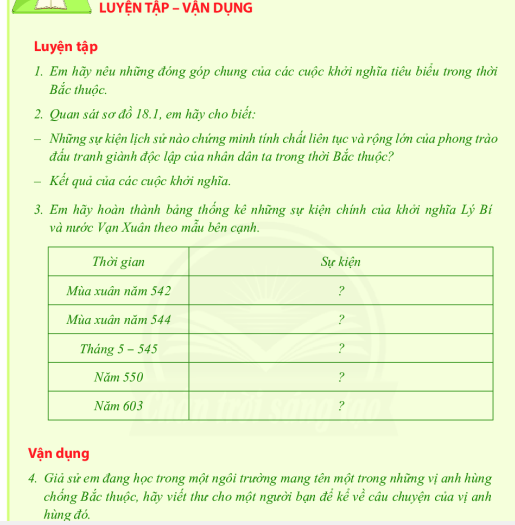 LUYỆN TẬP – VẬN DỤNG
Luyện tập
1. Em hãy nêu những đóng góp chung của các cuộc khởi nghĩa tiêu biểu trong thời
Bắc thuộc.
2. Quan sát sơ đồ 18.1, em hãy cho biết:
– Những sự kiện lịch sử nào chứng minh tính chất liên tục và rộng lớn của phong trào
đấu tranh giành độc lập của nhân dân ta trong thời Bắc thuộc?
– Kết quả của các cuộc khởi nghĩa.
3. Em hãy hoàn thành bảng thống kê những sự kiện chính của khởi nghĩa Lý Bí
và nước Vạn Xuân theo mẫu bên cạnh.
Thời gian Sự kiện
Mùa xuân năm 542 ?
Mùa xuân năm 544 ?
Tháng 5 – 545 ?
Năm 550 ?
Năm 603 ?
Chân trời sáng tạo
Vận dụng
4. Giả sử em đang học trong một ngôi trường mang tên một trong những vị anh hùng
chống Bắc thuộc, hãy viết thư cho một người bạn để kể về câu chuyện của vị anh
hùng đó.